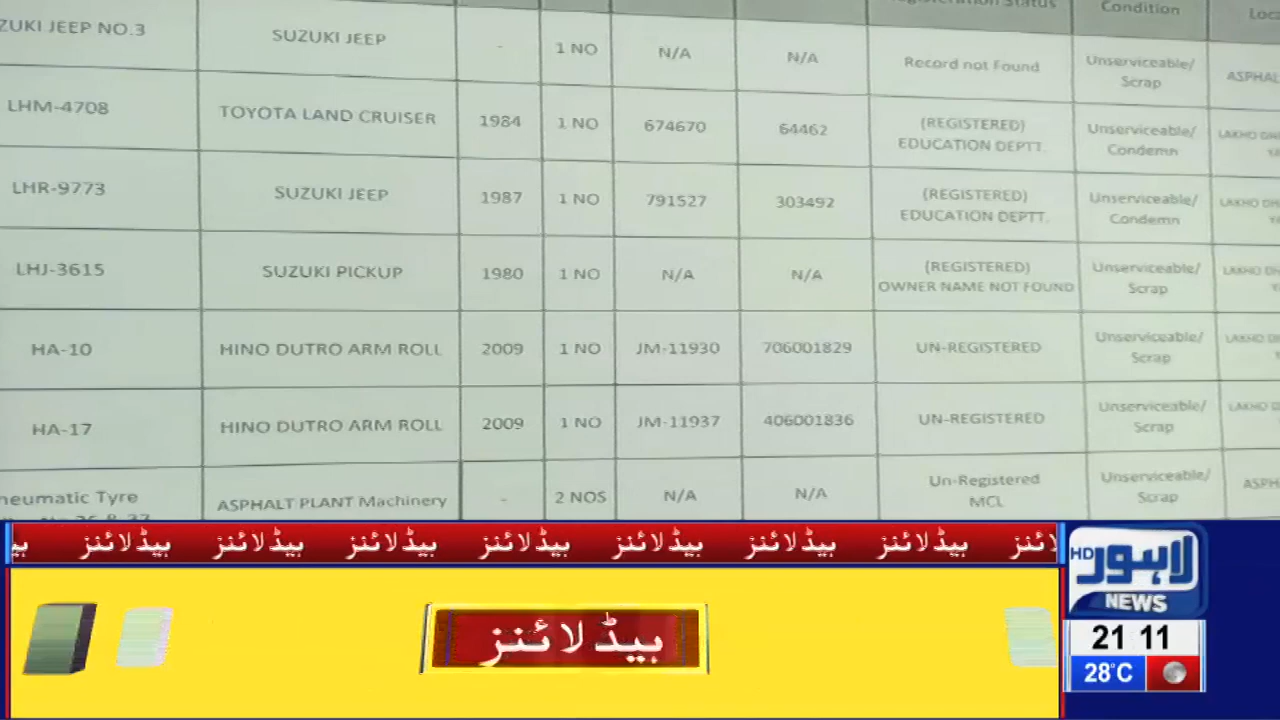 Registration Status
Condition
ZUKI JEEP NO.3
SUZUKI JEEP
-
1 NO
N/A
N/A
Record not Found
Unserviceable/
Scrap
LHM-4708
TOYOTA LAND CRUISER
1984
1 NO
674670
64462
(REGISTERED)
EDUCATION DEPTT.
Unserviceable/
Condemn
LHR-9773
SUZUKI JEEP
1987
1 NO
791527
303492
(REGISTERED)
EDUCATION DEPTT.
Unserviceable/
Condemn
LHJ-3615
SUZUKI PICKUP
1980
1 NO
N/A
N/A
(REGISTERED)
OWNER NAME NOT FOUND
Unserviceable/
Scrap
HA-10
HINO DUTRO ARM ROLL
2009
1 NO
JM-11930
706001829
UN-REGISTERED
Unserviceable/
Scrap
HA-17
HINO DUTRO ARM ROLL
2009
1 NO
JM-11937
406001836
UN-REGISTERED
Unserviceable/
Scrap
neumatic Tyre
ASPHALT PLANT Machinery
-
2 NOS
N/A
N/A
Un-Registered
MCL
Unserviceable/
Scrap
ہیڈلائنز ہیڈلائنز ہیڈلائنز ہیڈلائنز ہیڈلائنز ہیڈلائنز ہیڈلائنز
ہیڈلائنز
لاہور
HD
NEWS
21 11
28°C